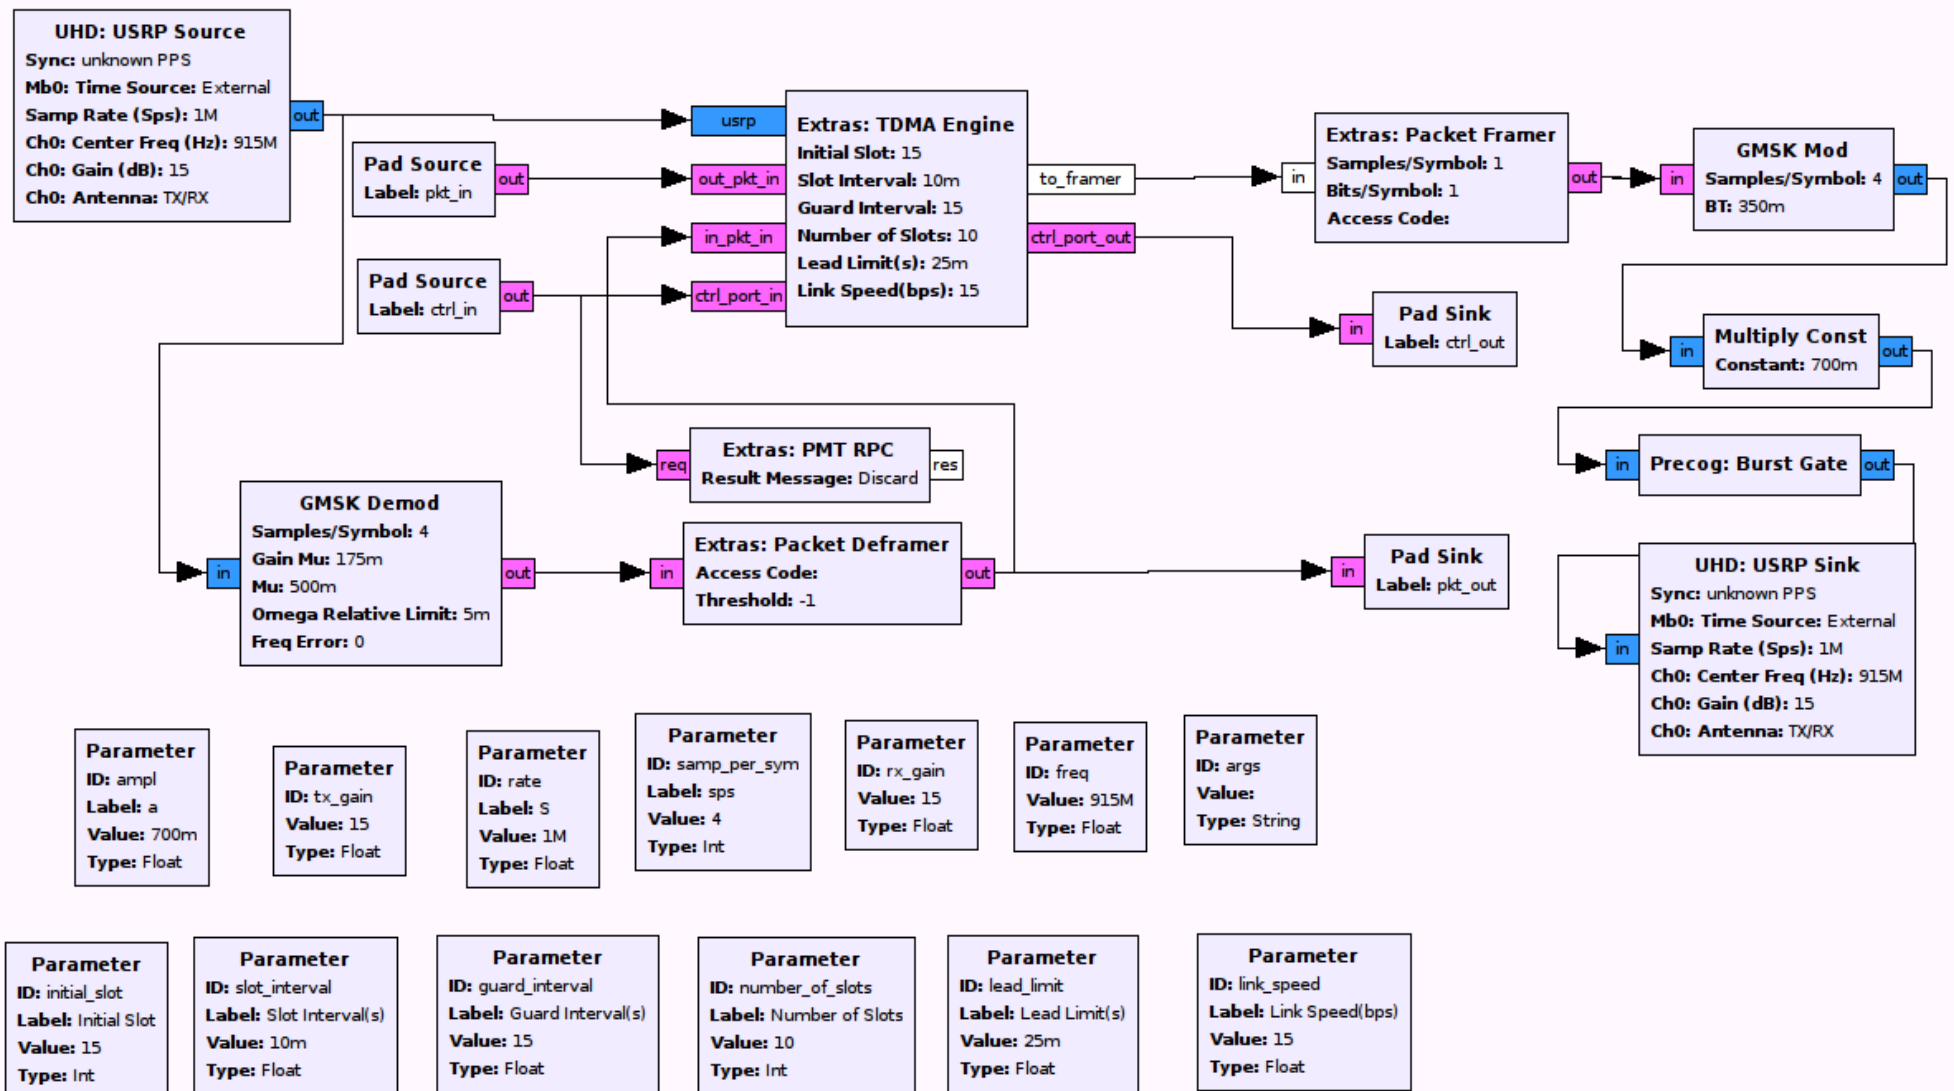 UHD: USRP Source
Sync: unknown PPS
Mb0: Time Source: External
Samp Rate (Sps): 1M
Ch0: Center Freq (Hz): 915M
Ch0: Gain (dB): 15
Ch0: Antenna: TX/RX
out
Pad Source
Label: pkt_in
out
Pad Source
Label: ctrl_in
out
usrp
out_pkt_in
in_pkt_in
ctrl_port_in
Extras: TDMA Engine
Initial Slot: 15
Slot Interval: 10m
Guard Interval: 15
Number of Slots: 10
Lead Limit(s): 25m
Link Speed(bps): 15
to_framer
ctrl_port_out
in
Extras: Packet Framer
Samples/Symbol: 1
Bits/Symbol: 1
Access Code:
out
in
GMSK Mod
Samples/Symbol: 4
BT: 350m
out
in
Pad Sink
Label: ctrl_out
in
Multiply Const
Constant: 700m
out
req
Extras: PMT RPC
Result Message: Discard
res
in
Precog: Burst Gate
out
in
GMSK Demod
Samples/Symbol: 4
Gain Mu: 175m
Mu: 500m
Omega Relative Limit: 5m
Freq Error: 0
out
in
Extras: Packet Deframer
Access Code:
Threshold: -1
out
in
Pad Sink
Label: pkt_out
in
UHD: USRP Sink
Sync: unknown PPS
Mb0: Time Source: External
Samp Rate (Sps): 1M
Ch0: Center Freq (Hz): 915M
Ch0: Gain (dB): 15
Ch0: Antenna: TX/RX
Parameter
ID: ampl
Label: a
Value: 700m
Type: Float
Parameter
ID: tx_gain
Value: 15
Type: Float
Parameter
ID: rate
Label: S
Value: 1M
Type: Float
Parameter
ID: samp_per_sym
Label: sps
Value: 4
Type: Int
Parameter
ID: rx_gain
Value: 15
Type: Float
Parameter
ID: freq
Value: 915M
Type: Float
Parameter
ID: args
Value:
Type: String
Parameter
ID: initial_slot
Label: Initial Slot
Value: 15
Type: Int
Parameter
ID: slot_interval
Label: Slot Interval(s)
Value: 10m
Type: Float
Parameter
ID: guard_interval
Label: Guard Interval(s)
Value: 15
Type: Float
Parameter
ID: number_of_slots
Label: Number of Slots
Value: 10
Type: Int
Parameter
ID: lead_limit
Label: Lead Limit(s)
Value: 25m
Type: Float
Parameter
ID: link_speed
Label: Link Speed(bps)
Value: 15
Type: Float